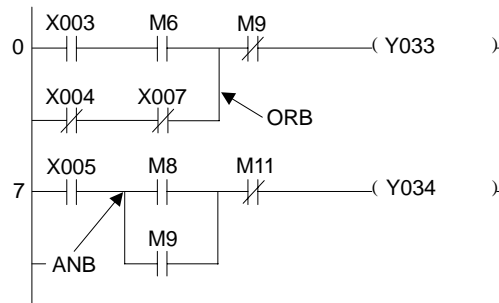 X003 M6 M9
0 ( Y033 )
X004 X007
ORB
X005 M8 M11
7 ( Y034 )
M9
ANB